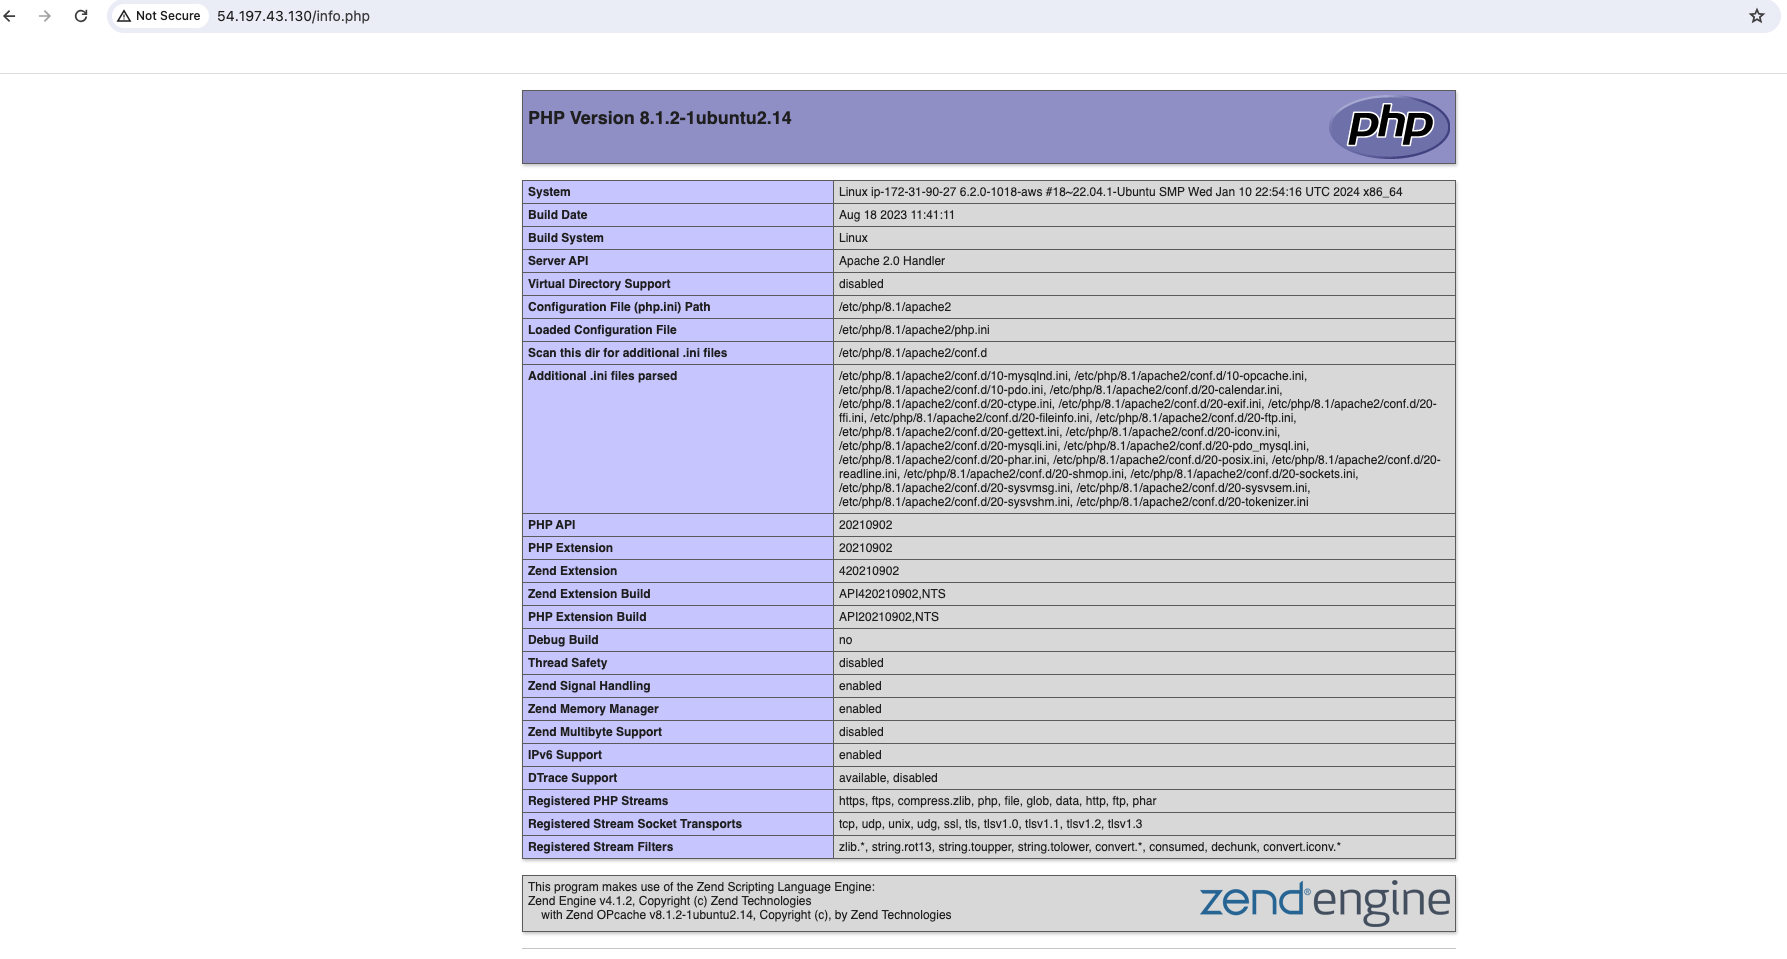 Not Secure 54.197.43.130/info.php
PHP Version 8.1.2-1ubuntu2.14
php
System Linux ip-172-31-90-27 6.2.0-1018-aws #18~22.04.1-Ubuntu SMP Wed Jan 10 22:54:16 UTC 2024 x86_64
Build Date Aug 18 2023 11:41:11
Build System Linux
Server API Apache 2.0 Handler
Virtual Directory Support disabled
Configuration File (php.ini) Path /etc/php/8.1/apache2
Loaded Configuration File /etc/php/8.1/apache2/php.ini
Scan this dir for additional .ini files /etc/php/8.1/apache2/conf.d
Additional .ini files parsed /etc/php/8.1/apache2/conf.d/10-mysqlnd.ini, /etc/php/8.1/apache2/conf.d/10-opcache.ini,
/etc/php/8.1/apache2/conf.d/10-pdo.ini, /etc/php/8.1/apache2/conf.d/20-calendar.ini,
/etc/php/8.1/apache2/conf.d/20-ctype.ini, /etc/php/8.1/apache2/conf.d/20-exif.ini, /etc/php/8.1/apache2/conf.d/20-
ffi.ini, /etc/php/8.1/apache2/conf.d/20-fileinfo.ini, /etc/php/8.1/apache2/conf.d/20-ftp.ini,
/etc/php/8.1/apache2/conf.d/20-gettext.ini, /etc/php/8.1/apache2/conf.d/20-iconv.ini,
/etc/php/8.1/apache2/conf.d/20-mysqli.ini, /etc/php/8.1/apache2/conf.d/20-pdo_mysql.ini,
/etc/php/8.1/apache2/conf.d/20-phar.ini, /etc/php/8.1/apache2/conf.d/20-posix.ini, /etc/php/8.1/apache2/conf.d/20-
readline.ini, /etc/php/8.1/apache2/conf.d/20-shmop.ini, /etc/php/8.1/apache2/conf.d/20-sockets.ini,
/etc/php/8.1/apache2/conf.d/20-sysvmsg.ini, /etc/php/8.1/apache2/conf.d/20-sysvsem.ini,
/etc/php/8.1/apache2/conf.d/20-sysvshm.ini, /etc/php/8.1/apache2/conf.d/20-tokenizer.ini
PHP API 20210902
PHP Extension 20210902
Zend Extension 420210902
Zend Extension Build API420210902,NTS
PHP Extension Build API20210902,NTS
Debug Build no
Thread Safety disabled
Zend Signal Handling enabled
Zend Memory Manager enabled
Zend Multibyte Support disabled
IPv6 Support enabled
DTrace Support available, disabled
Registered PHP Streams https, ftps, compress.zlib, php, file, glob, data, http, ftp, phar
Registered Stream Socket Transports tcp, udp, unix, udg, ssl, tls, tlsv1.0, tlsv1.1, tlsv1.2, tlsv1.3
Registered Stream Filters zlib.*, string.rot13, string.toupper, string.tolower, convert.*, consumed, dechunk, convert.iconv.*
This program makes use of the Zend Scripting Language Engine:
Zend Engine v4.1.2, Copyright (c) Zend Technologies
with Zend OPcache v8.1.2-1ubuntu2.14, Copyright (c), by Zend Technologies
zend® engine